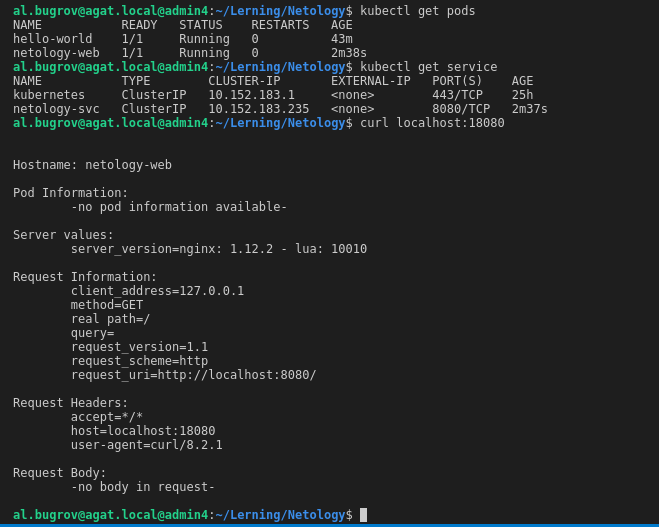 al.bugrov@agat.local@admin4:~/Lerning/Netology$ kubectl get pods
NAME           READY   STATUS    RESTARTS   AGE
hello-world    1/1     Running   0          43m
netology-web   1/1     Running   0          2m38s
al.bugrov@agat.local@admin4:~/Lerning/Netology$ kubectl get service
NAME           TYPE        CLUSTER-IP       EXTERNAL-IP   PORT(S)    AGE
kubernetes     ClusterIP   10.152.183.1     <none>        443/TCP    25h
netology-svc   ClusterIP   10.152.183.235   <none>        8080/TCP   2m37s
al.bugrov@agat.local@admin4:~/Lerning/Netology$ curl localhost:18080
Hostname: netology-web
Pod Information:
        -no pod information available-
Server values:
        server_version=nginx: 1.12.2 - lua: 10010
Request Information:
        client_address=127.0.0.1
        method=GET
        real path=/
        query=
        request_version=1.1
        request_scheme=http
        request_uri=http://localhost:8080/
Request Headers:
        accept=*/*
        host=localhost:18080
        user-agent=curl/8.2.1
Request Body:
        -no body in request-
al.bugrov@agat.local@admin4:~/Lerning/Netology$